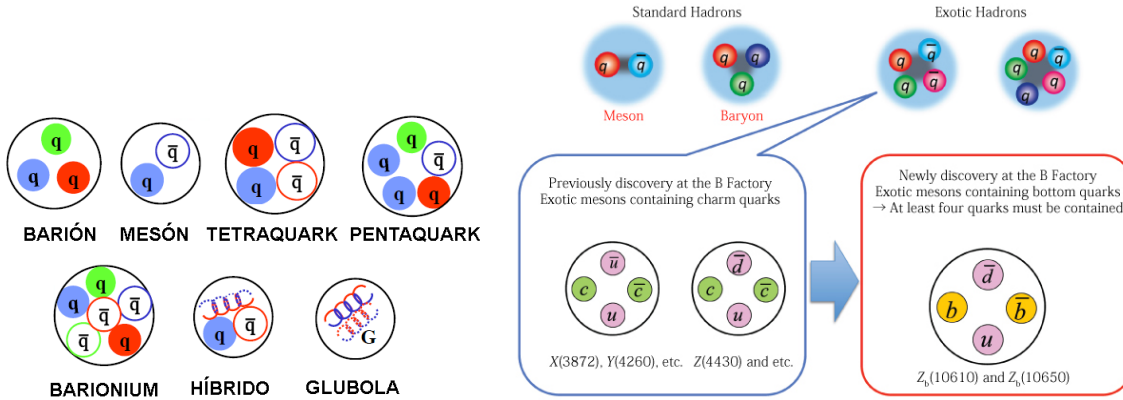 q
q
q
BARIÓN
q̅
q
MESÓN
q
q̅
q
q̅
TETRAQUARK
q
q
q̅
q
q
PENTAQUARK
q
q
q̅
q̅
q̅
q
BARIONIUM
q
q̅
HÍBRIDO
G
GLUBOLA
Standard Hadrons
Exotic Hadrons
q q̅
q q
q
q q̅
q q̅
q q̅
q q
q
Meson
Baryon
Previously discovery at the B Factory
Exotic mesons containing charm quarks
u̅
c c̅
u
d̅
c c̅
u
X(3872), Y(4260), etc.
Z(4430) and etc.
Newly discovery at the B Factory
Exotic mesons containing bottom quarks
→ At least four quarks must be contained
d̅
b b̅
u
Z_b(10610) and Z_b(10650)